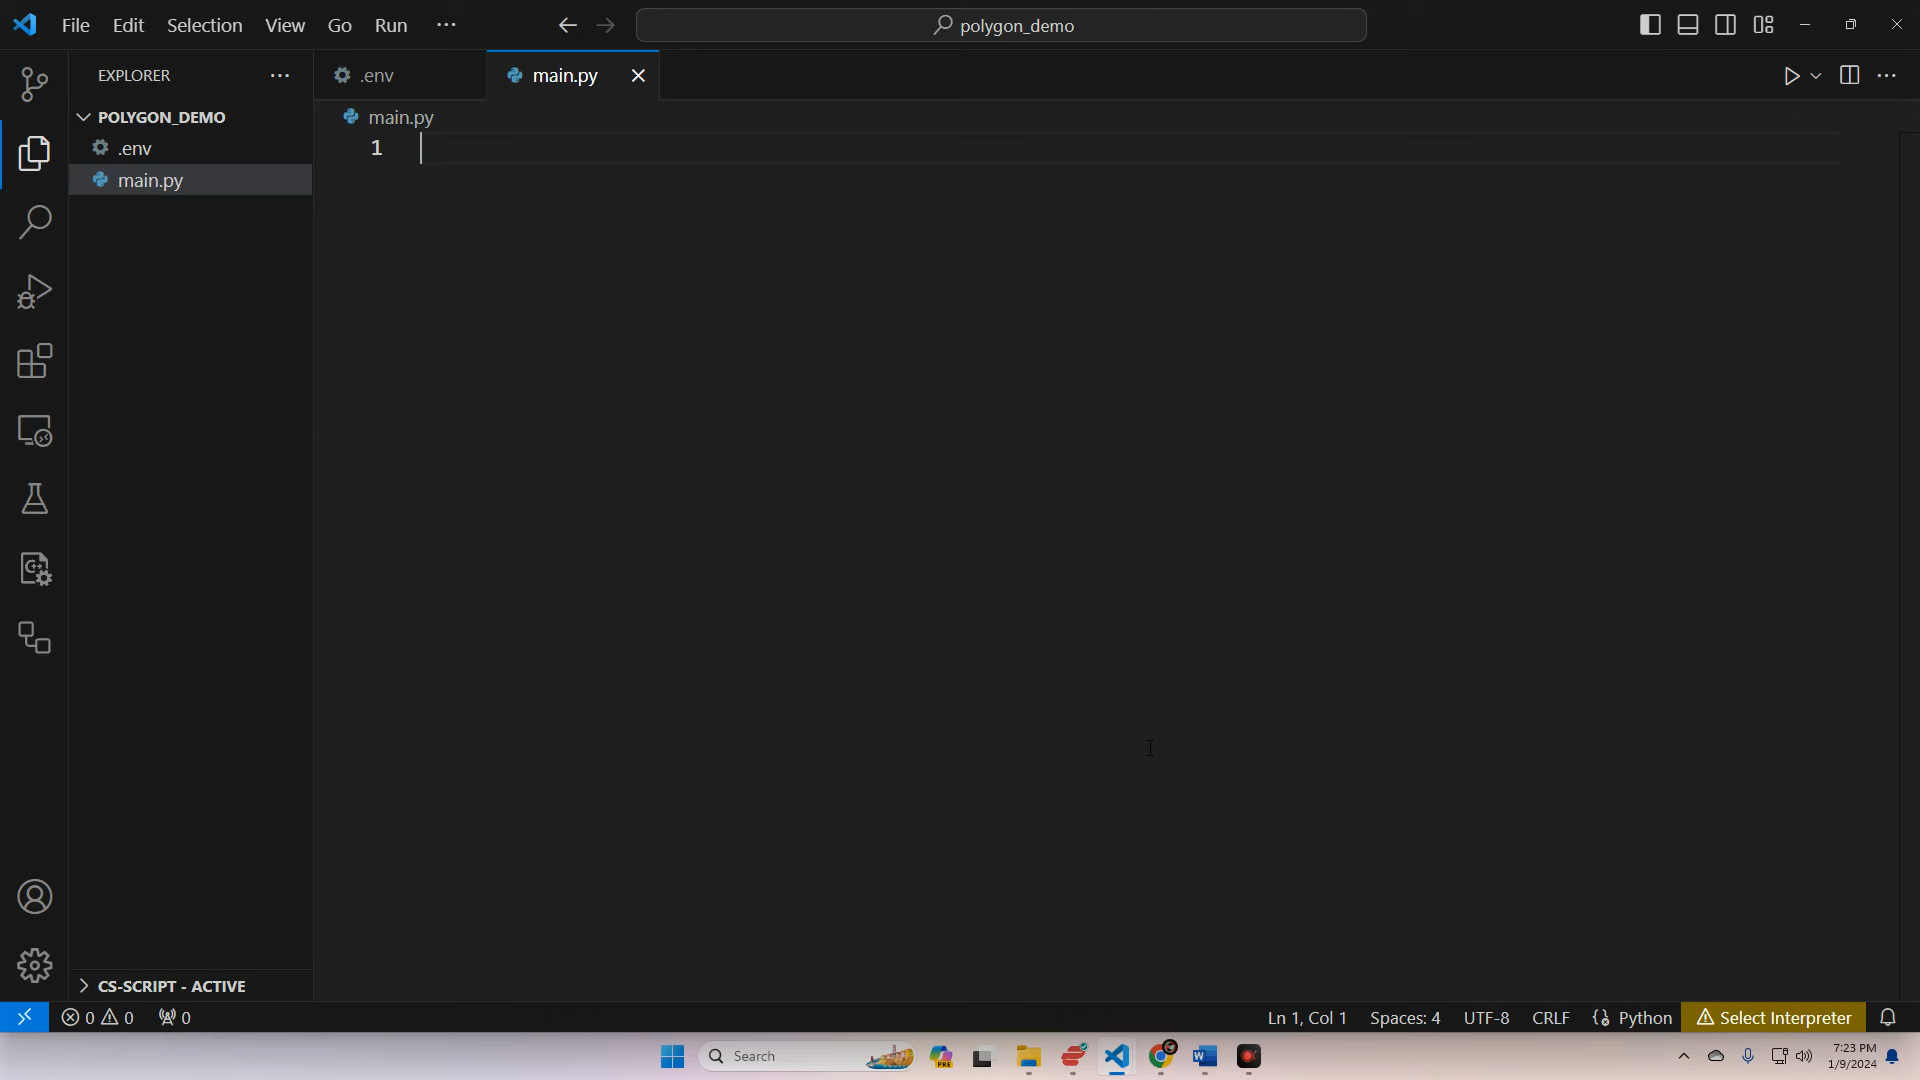 File Edit Selection View Go Run ··· polygon_demo
EXPLORER ··· .env main.py
POLYGON_DEMO main.py
.env 1
main.py
CS-SCRIPT - ACTIVE
0 0 0 Ln 1, Col 1 Spaces: 4 UTF-8 CRLF Python Select Interpreter
Search PRE 7:23 PM
1/9/2024